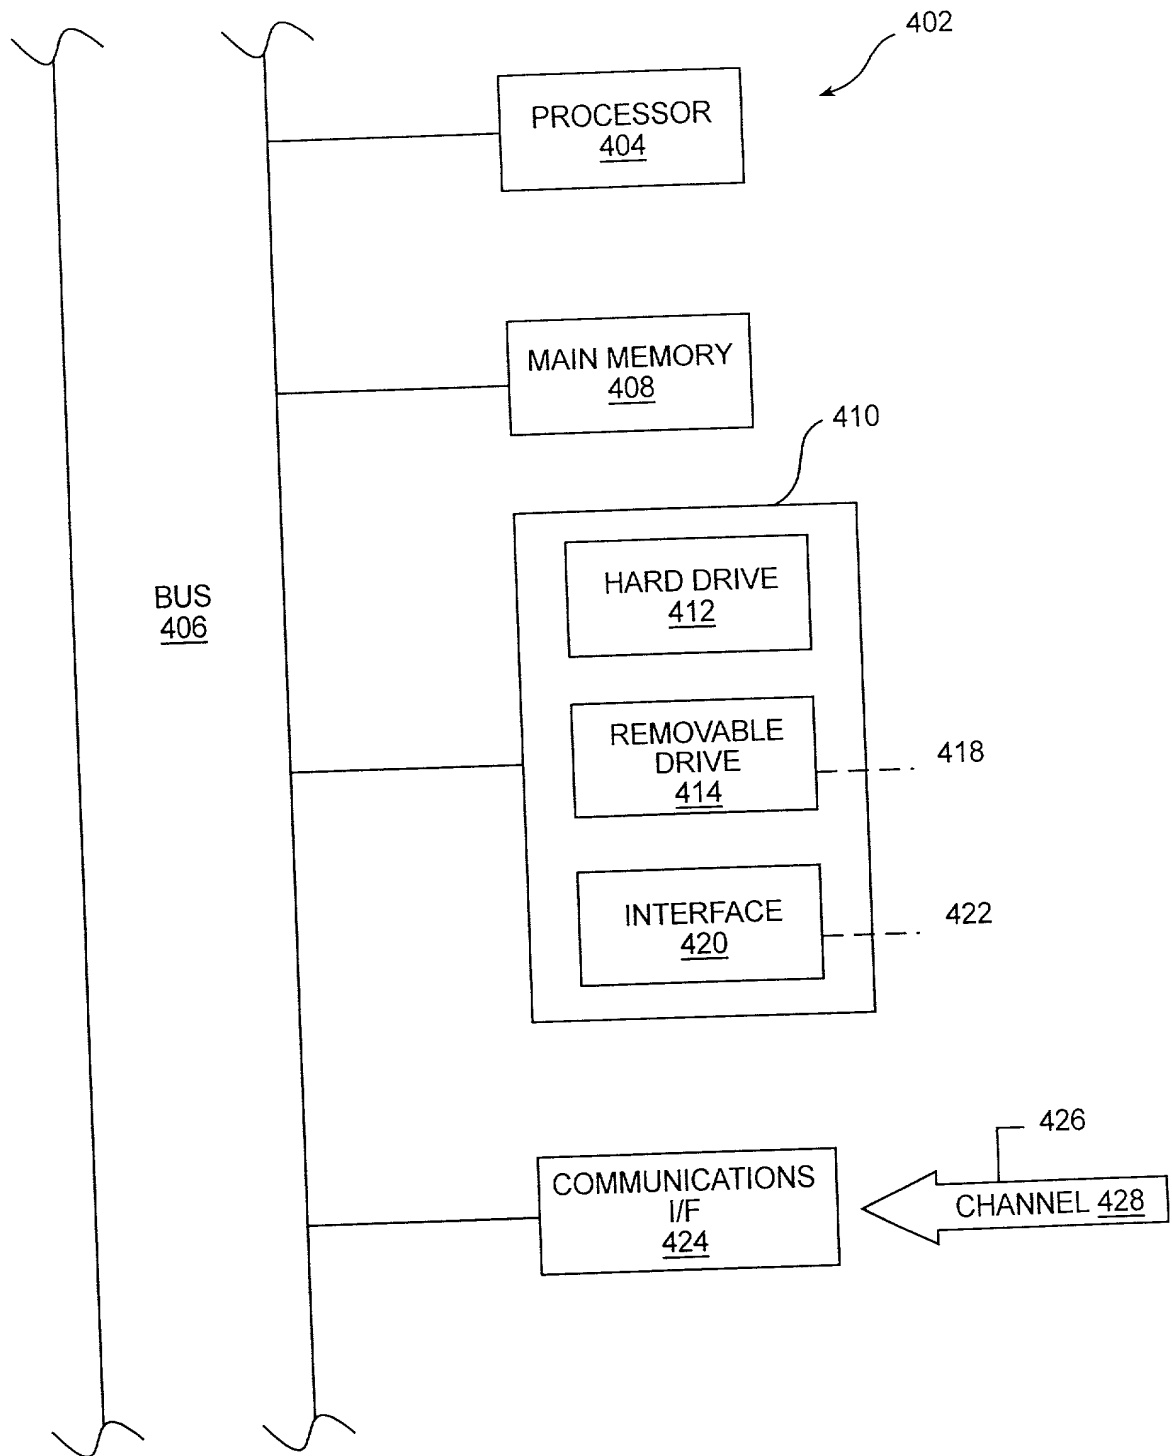 402
PROCESSOR
404
MAIN MEMORY
408
410
HARD DRIVE
412
BUS
406
REMOVABLE
DRIVE
414
418
INTERFACE
420
422
426
COMMUNICATIONS
I/F
424
CHANNEL 428